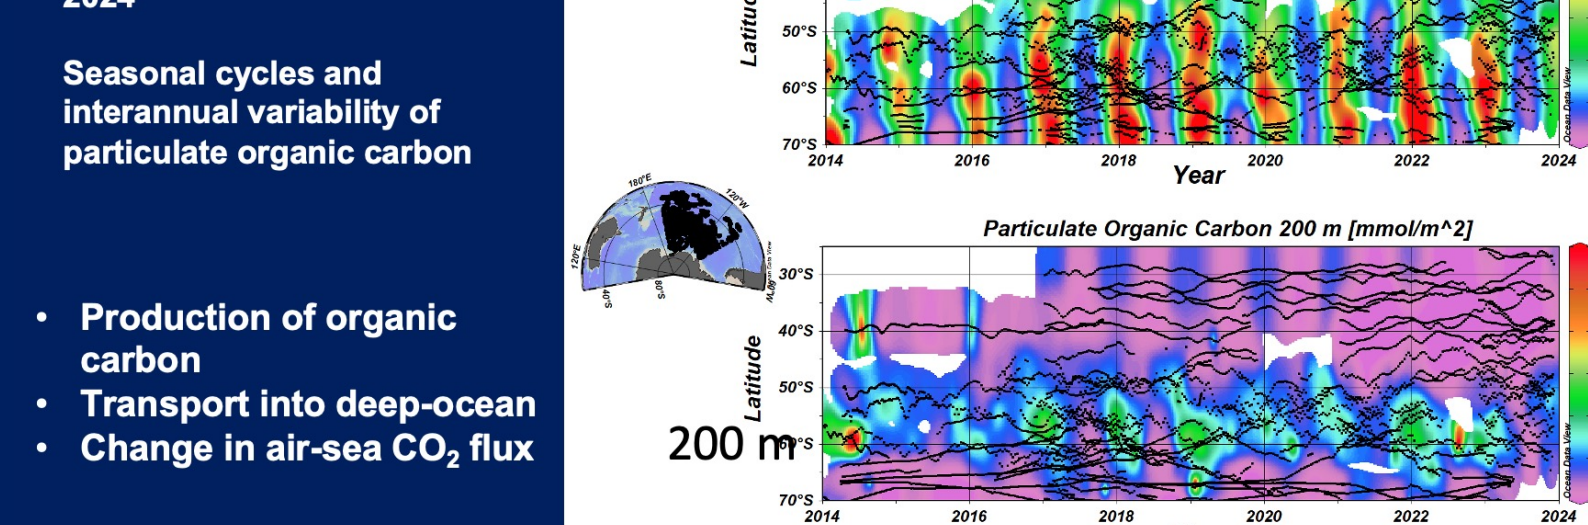 2024
Seasonal cycles and
interannual variability of
particulate organic carbon
• Production of organic
carbon
• Transport into deep-ocean
• Change in air-sea CO₂ flux
180°E
120°W
120°E
40°S
80°S
200 m
Latitud
50°S
60°S
70°S
2014 2016 2018 2020 2022 2024
Year
Ocean Data View
Particulate Organic Carbon 200 m [mmol/m^2]
Latitude
30°S
40°S
50°S
60°S
70°S
2014 2016 2018 2020 2022 2024
Ocean Data View